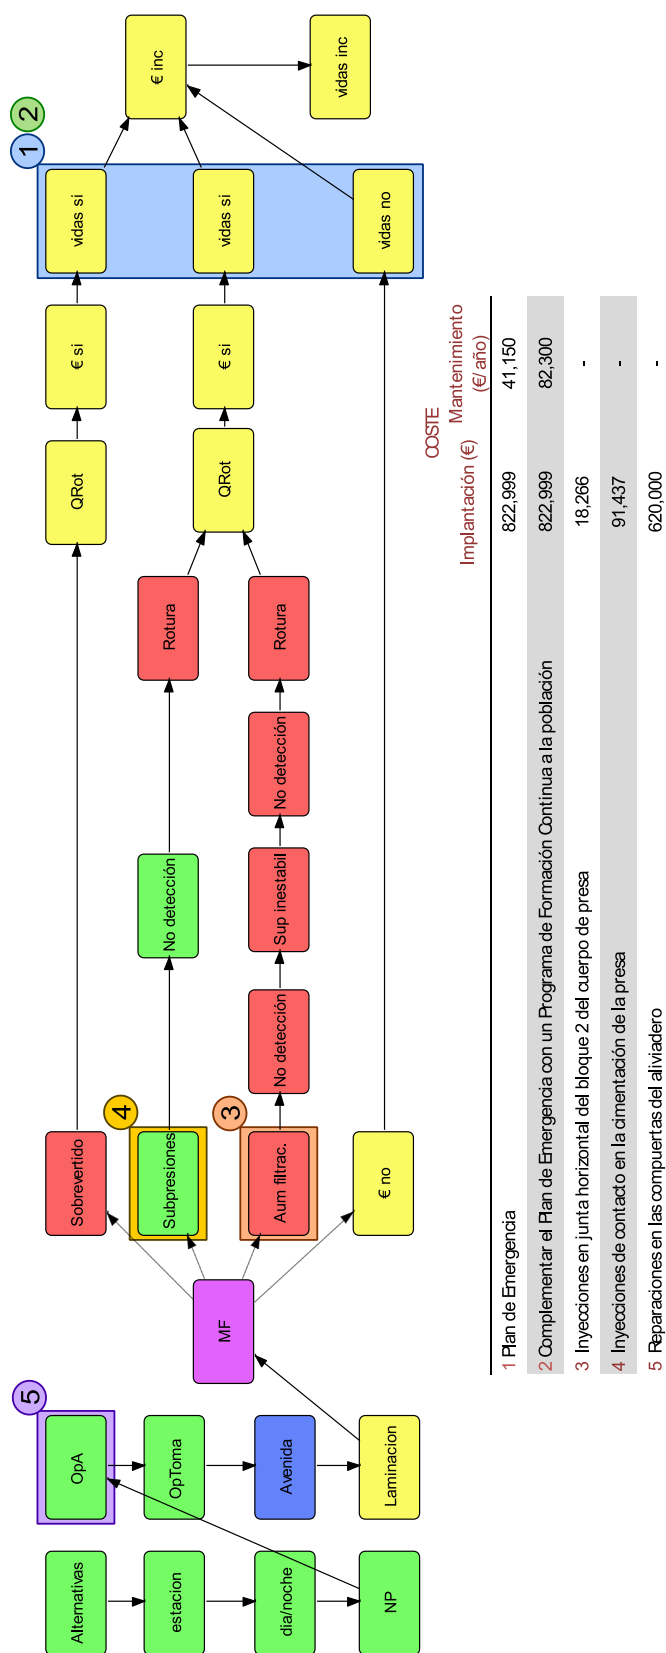 Alternativas
estacion
dia/noche
NP
5
OpA
OpToma
Avenida
Laminacion
MF
Sobrevertido
4
Subpresiones
3
Aum filtrac.
€ no
No detección
No detección
Sup inestabil
No detección
Rotura
Rotura
QRot
QRot
€ si
€ si
1
2
vidas si
vidas si
vidas no
€ inc
vidas inc
COSTE
Implantación (€) Mantenimiento
(€/año)
1 Plan de Emergencia 822,999 41,150
2 Complementar el Plan de Emergencia con un Programa de Formación Continua a la población 822,999 82,300
3 Inyecciones en junta horizontal del bloque 2 del cuerpo de presa 18,266 -
4 Inyecciones de contacto en la cimentación de la presa 91,437 -
5 Reparaciones en las compuertas del aliviadero 620,000 -